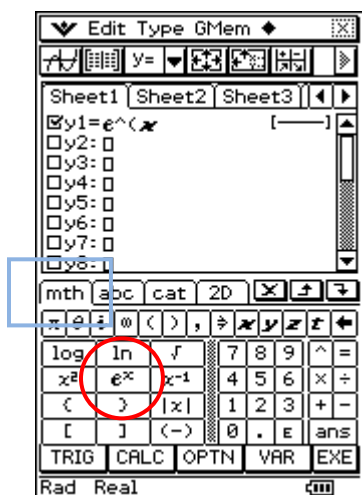 Edit Type GMem ◆
y=
Sheet1 Sheet2 Sheet3
y1=e^(x [—]
y2:▯
y3:▯
y4:▯
y5:▯
y6:▯
y7:▯
y8:▯
mth abc cat 2D
π θ i ∞ ( ) , ⇒ x y z t ←
log ln √ 7 8 9 ^ =
x² eˣ x⁻¹ 4 5 6 × ÷
{ } |x| 1 2 3 + −
[ ] (−) 0 . E ans
TRIG CALC OPTN VAR EXE
Rad Real